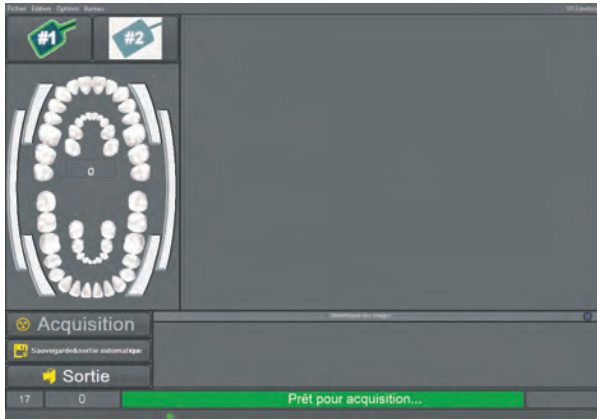 Fichier Edition Options Bureau
#1 #2
0
Acquisition
Sauvegarde&sortie automatique
Sortie
17 0 Prêt pour acquisition...